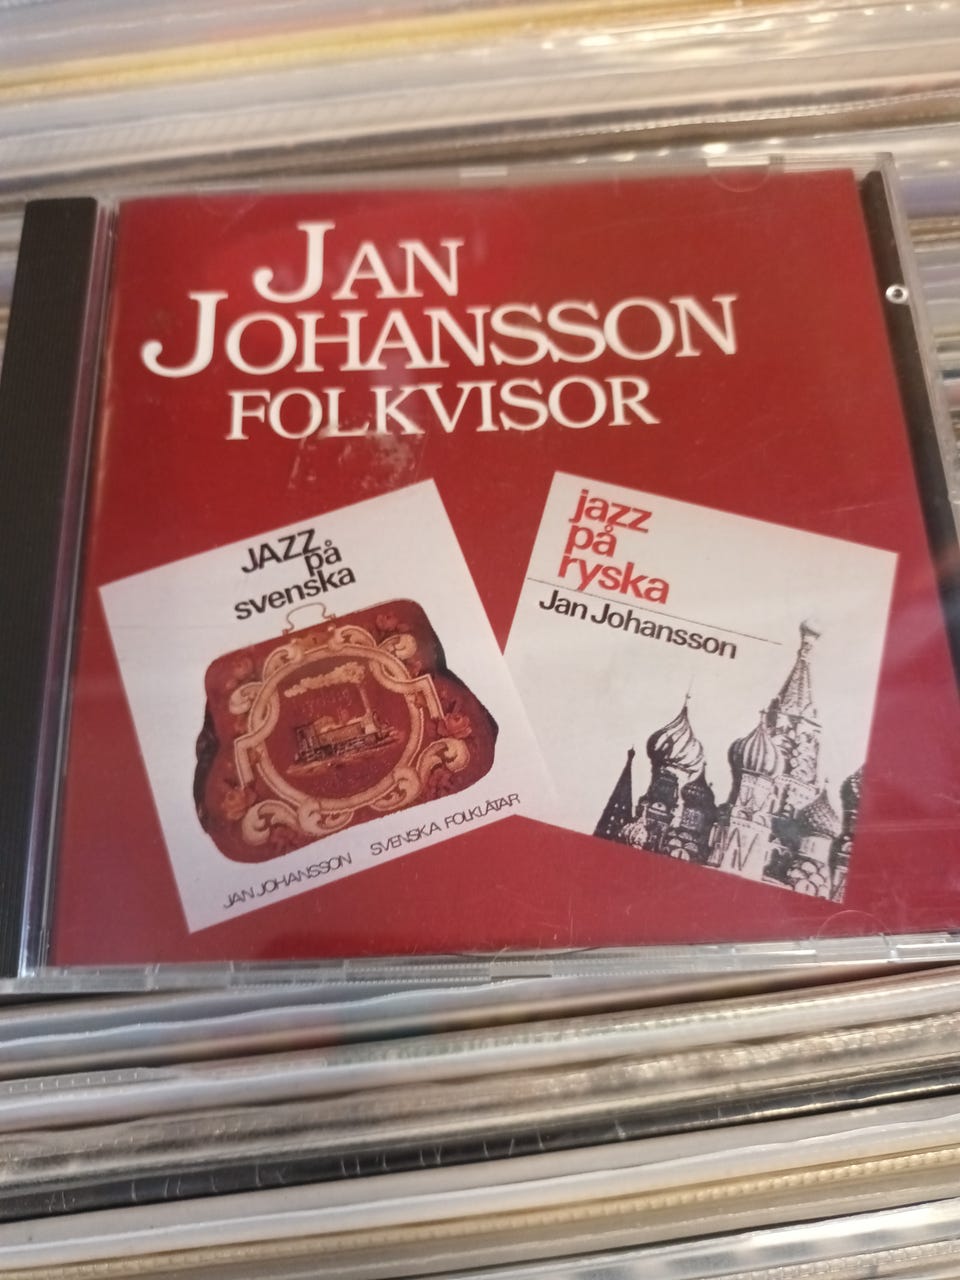 JAN
JOHANSSON
FOLKVISOR
JAZZ
på
svenska
JAN JOHANSSON SVENSKA FOLKLÅTAR
jazz
på
ryska
Jan Johansson